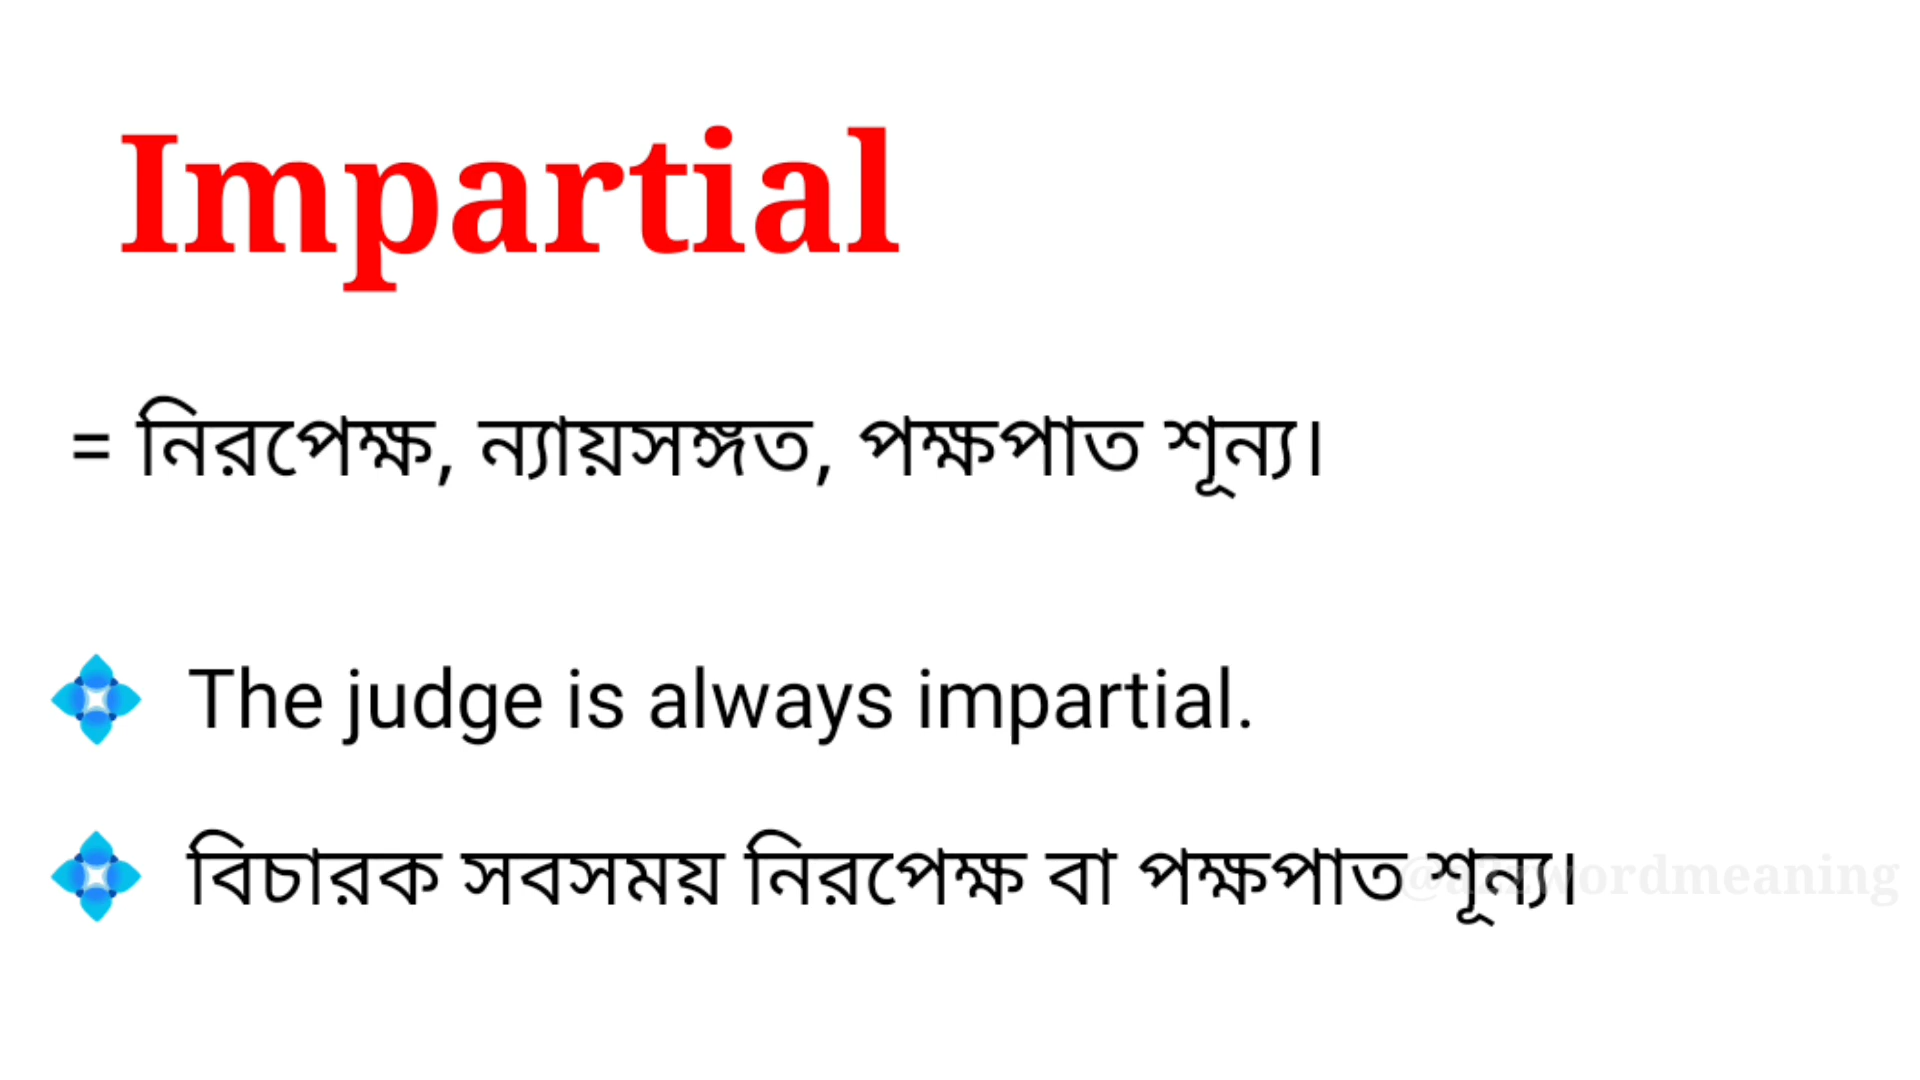 Impartial
= নিরপেক্ষ, ন্যায়সঙ্গত, পক্ষপাত শূন্য।
The judge is always impartial.
বিচারক সবসময় নিরপেক্ষ বা পক্ষপাত শূন্য।